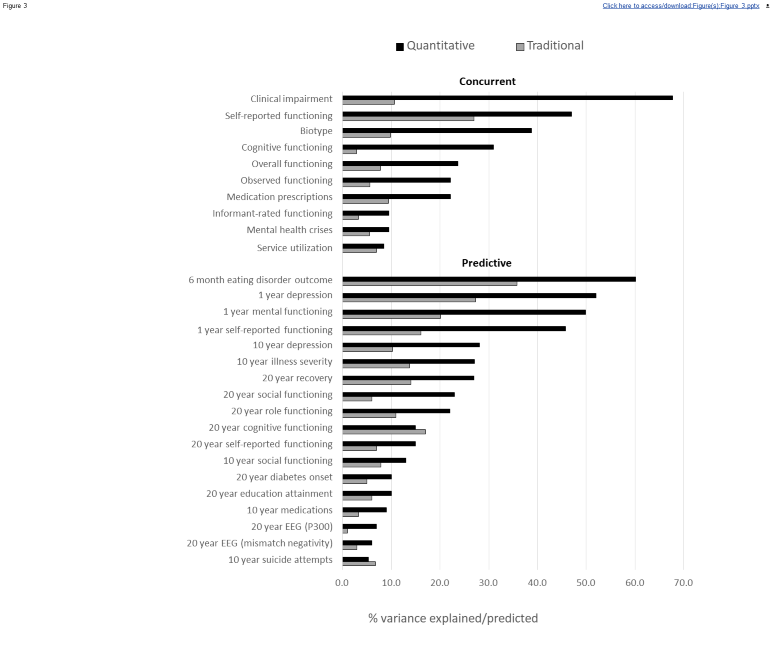 Figure 3
Click here to access/download;Figure(s);Figure_3.pptx
Quantitative Traditional
Concurrent
Clinical impairment
Self-reported functioning
Biotype
Cognitive functioning
Overall functioning
Observed functioning
Medication prescriptions
Informant-rated functioning
Mental health crises
Service utilization
Predictive
6 month eating disorder outcome
1 year depression
1 year mental functioning
1 year self-reported functioning
10 year depression
10 year illness severity
20 year recovery
20 year social functioning
20 year role functioning
20 year cognitive functioning
20 year self-reported functioning
10 year social functioning
20 year diabetes onset
20 year education attainment
10 year medications
20 year EEG (P300)
20 year EEG (mismatch negativity)
10 year suicide attempts
0.0 10.0 20.0 30.0 40.0 50.0 60.0 70.0
% variance explained/predicted